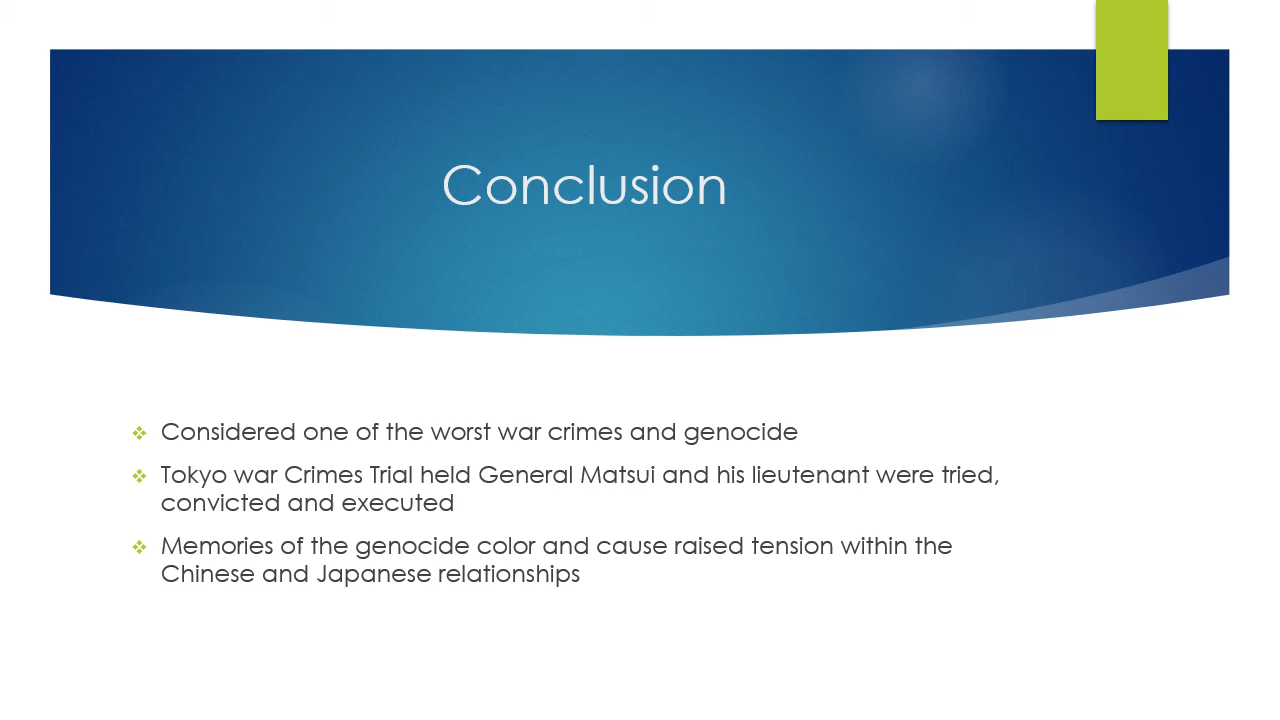 Conclusion
Considered one of the worst war crimes and genocide
Tokyo war Crimes Trial held General Matsui and his lieutenant were tried,
convicted and executed
Memories of the genocide color and cause raised tension within the
Chinese and Japanese relationships